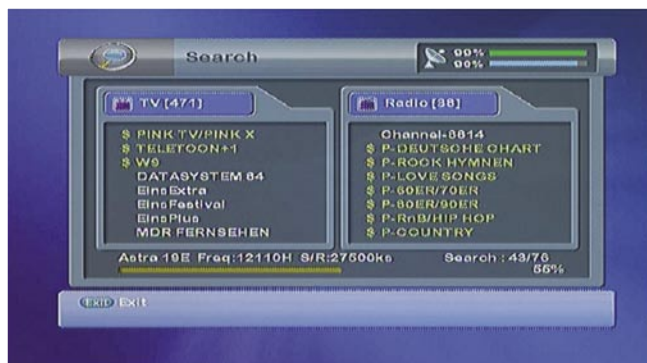 Search
99%
99%
TV [471]
$ PINK TV/PINK X
$ TELETOON+1
$ W9
DATASYSTEM 64
EinsExtra
EinsFestival
EinsPlus
MDR FERNSEHEN
Radio [38]
Channel-6614
$ P-DEUTSCHE CHART
$ P-ROCK HYMNEN
$ P-LOVE SONGS
$ P-60ER/70ER
$ P-80ER/90ER
$ P-RnB/HIP HOP
$ P-COUNTRY
Astra 19E Freq:12110H S/R:27500ks
Search : 43/76
55%
EXIT Exit